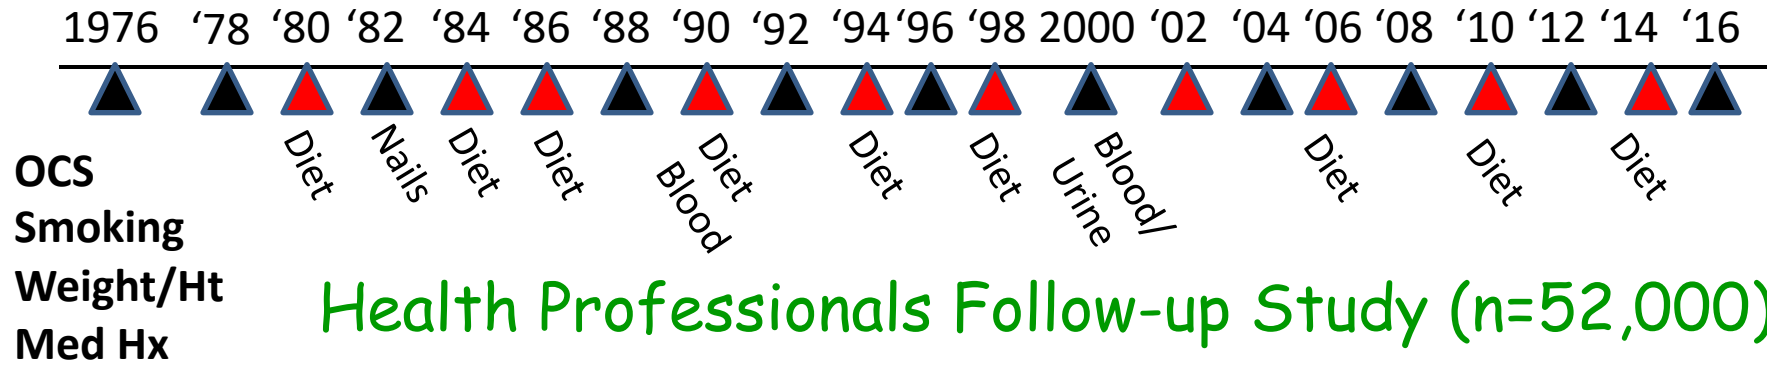 1976 ‘78 ‘80 ‘82 ‘84 ‘86 ‘88 ‘90 ‘92 ‘94 ‘96 ‘98 2000 ‘02 ‘04 ‘06 ‘08 ‘10 ‘12 ‘14 ‘16
Diet
Nails
Diet
Diet
Diet
Blood
Diet
Diet
Blood/
Urine
Diet
Diet
Diet
OCS
Smoking
Weight/Ht
Med Hx
Health Professionals Follow-up Study (n=52,000)